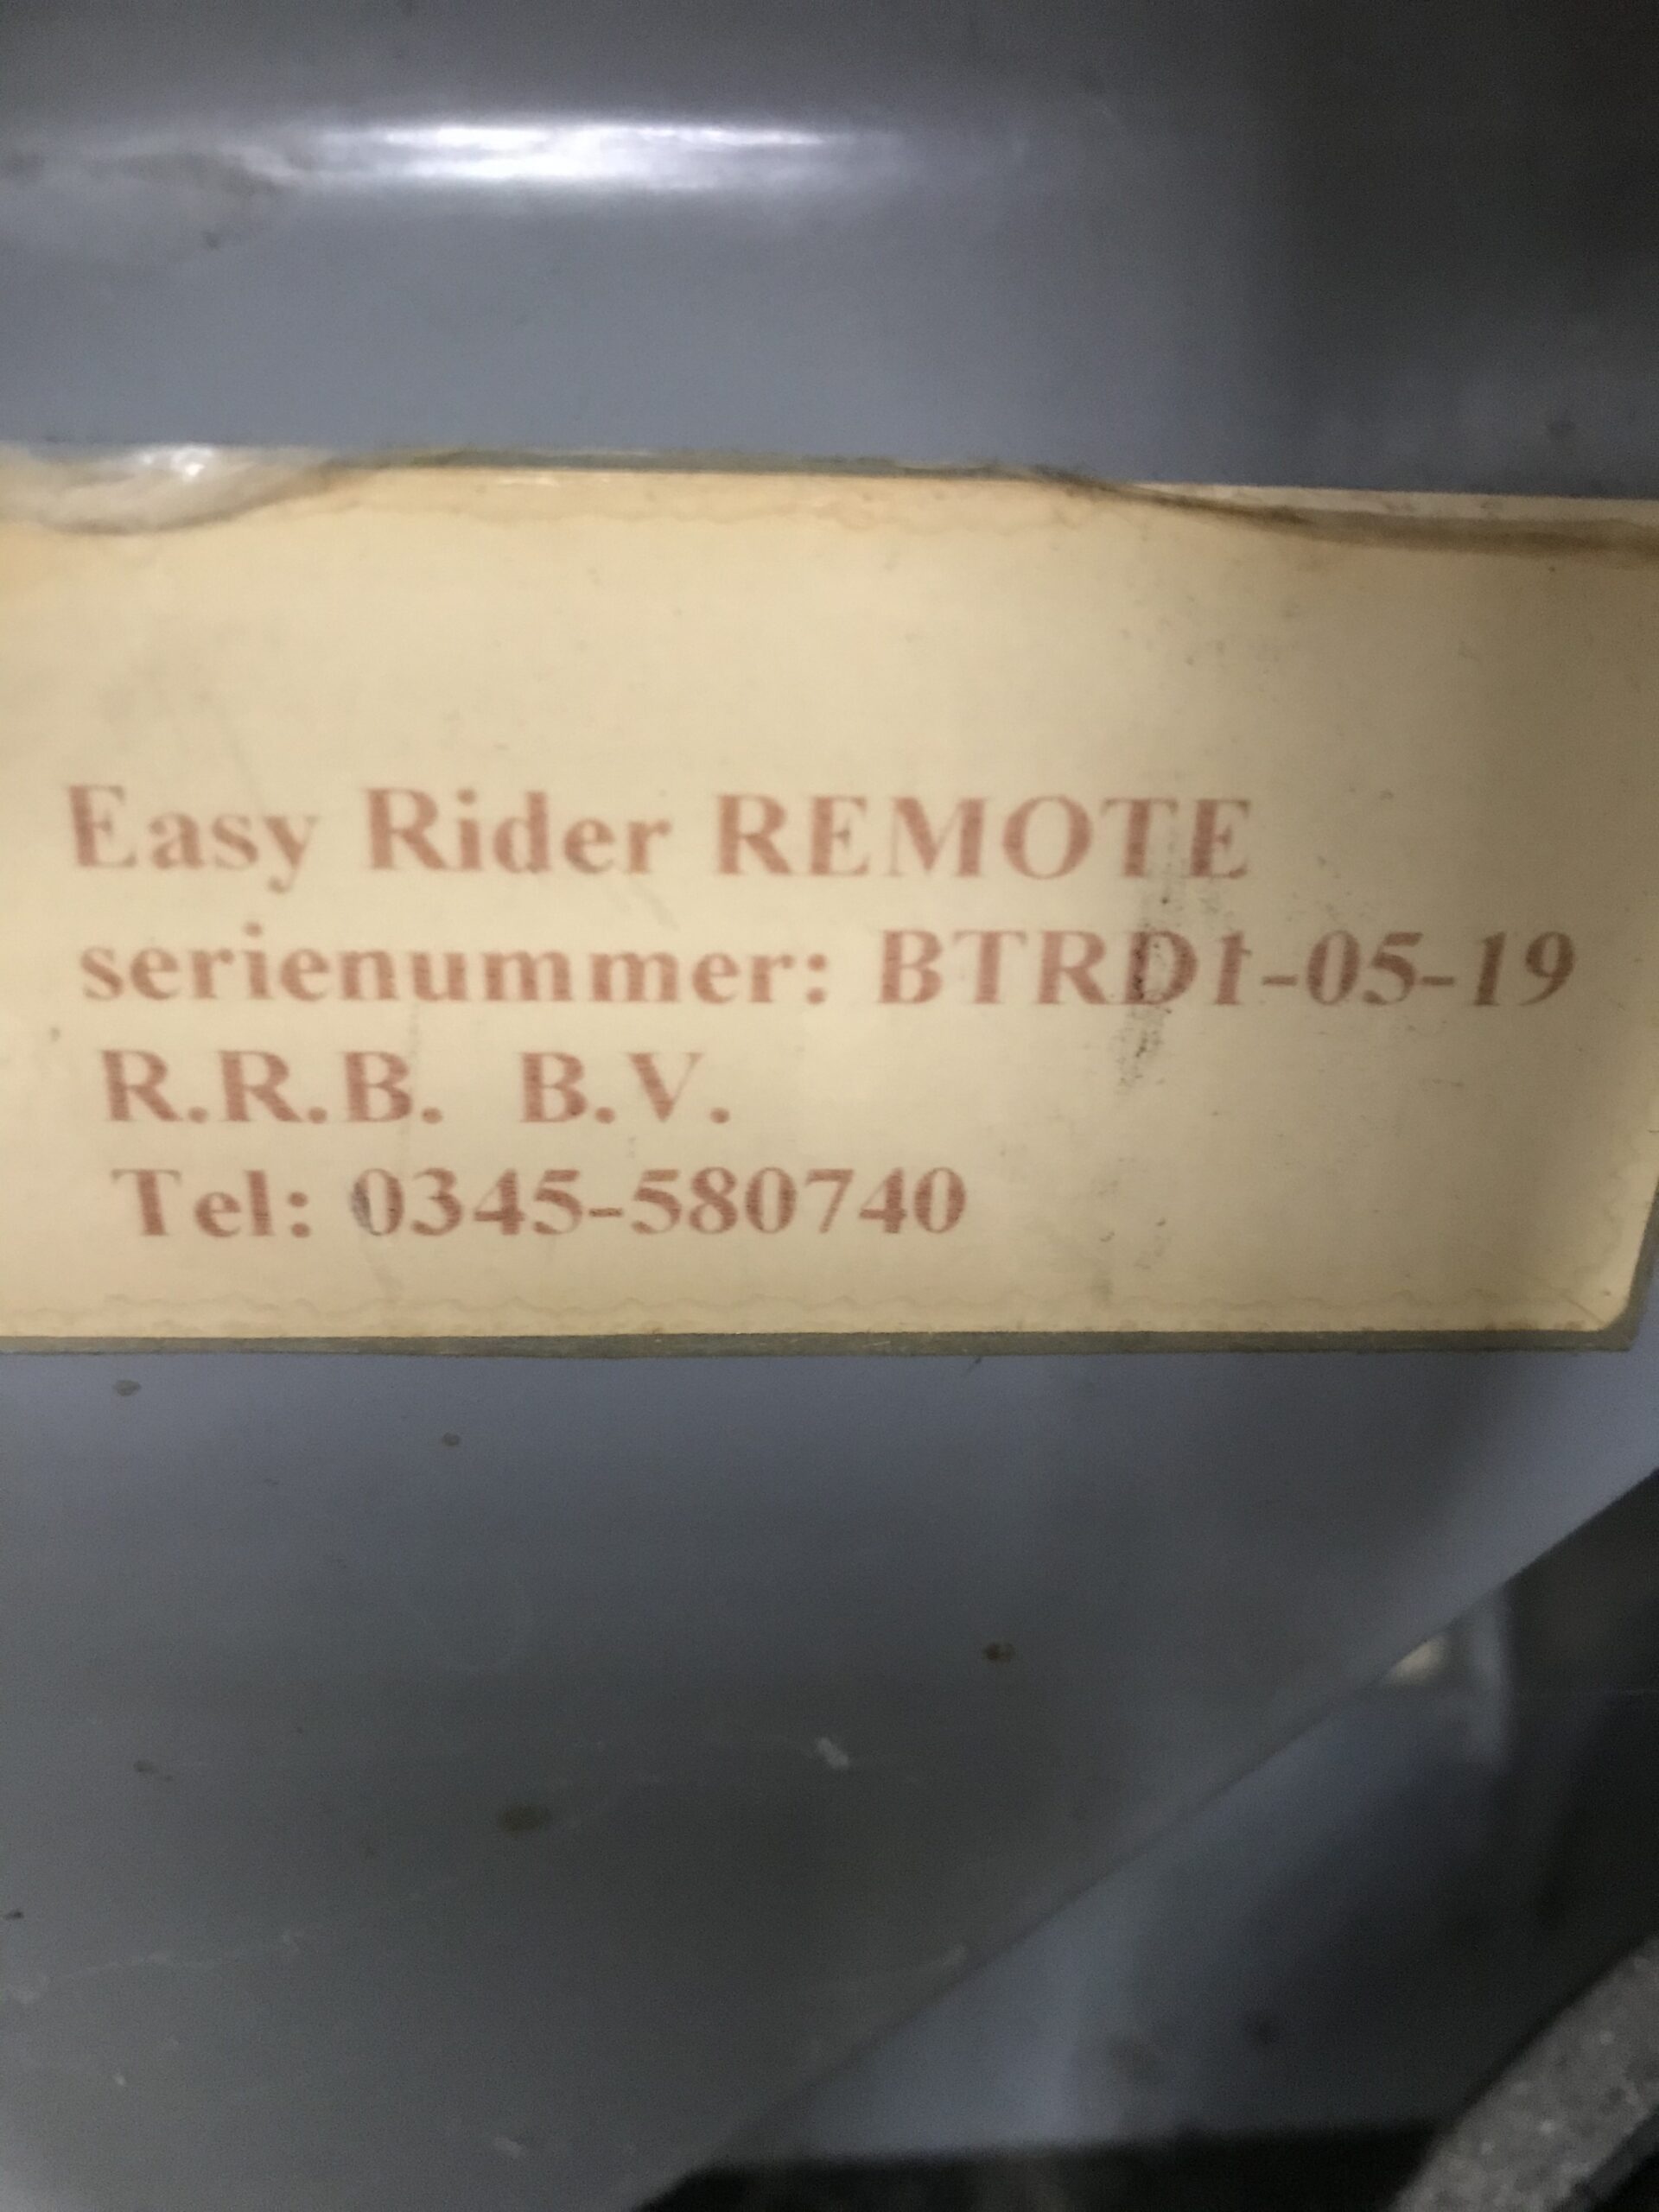 Easy Rider REMOTE
serienummer: BTRD1-05-19
R.R.B. B.V.
Tel: 0345-580740